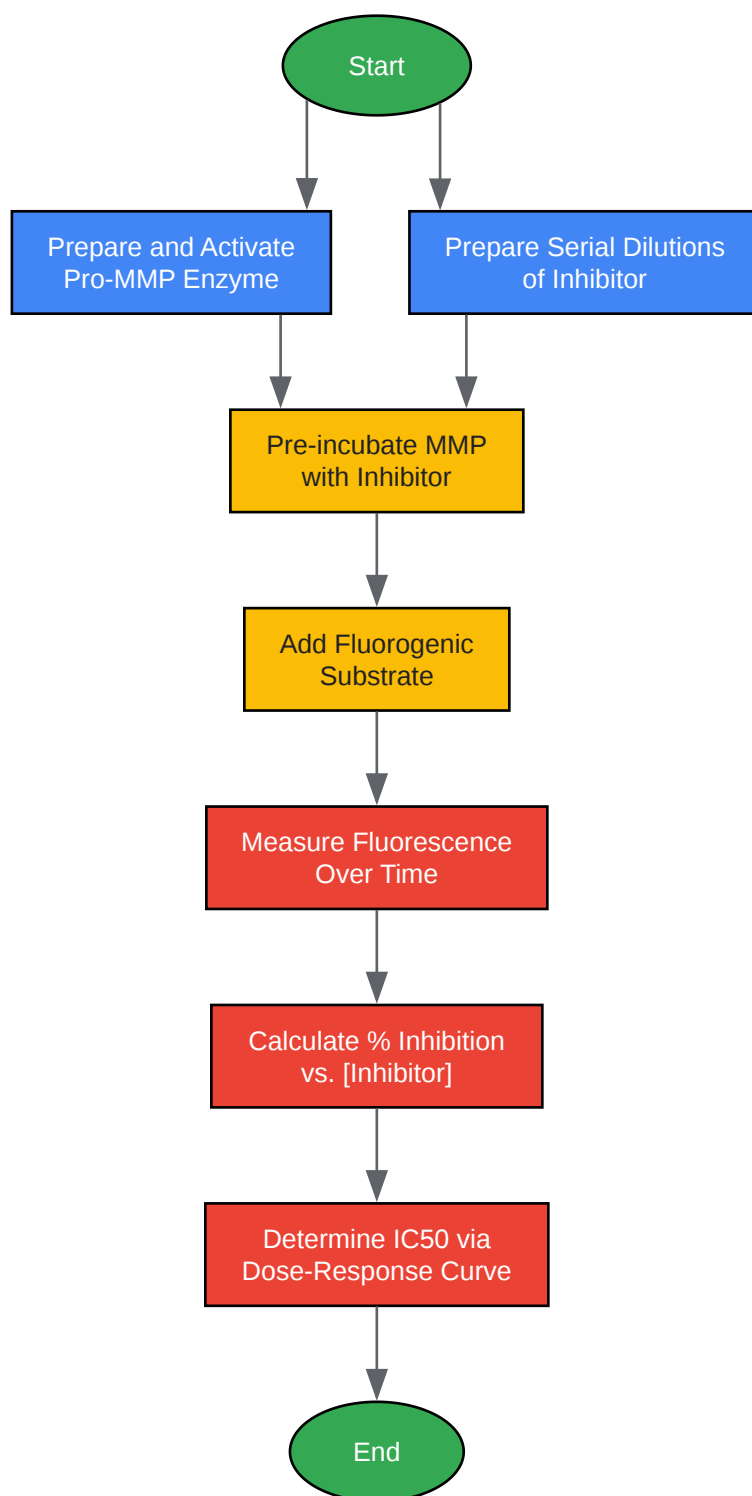 Start
Prepare and Activate
Pro-MMP Enzyme
Prepare Serial Dilutions
of Inhibitor
Pre-incubate MMP
with Inhibitor
Add Fluorogenic
Substrate
Measure Fluorescence
Over Time
Calculate % Inhibition
vs. [Inhibitor]
Determine IC50 via
Dose-Response Curve
End